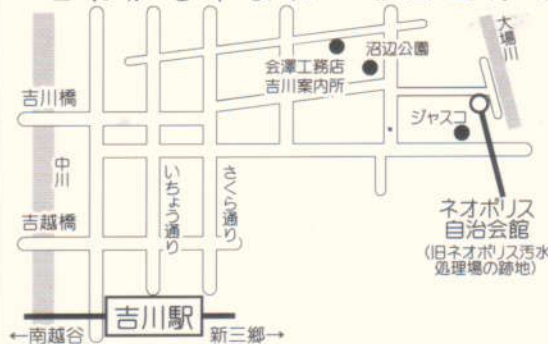 大場川
沼辺公園
会澤工務店
吉川案内所
吉川橋
ジャスコ
中川
いちょう通り
さくら通り
吉越橋
ネオポリス
自治会館
(旧ネオポリス汚水
処理場の跡地)
吉川駅
←南越谷
新三郷→